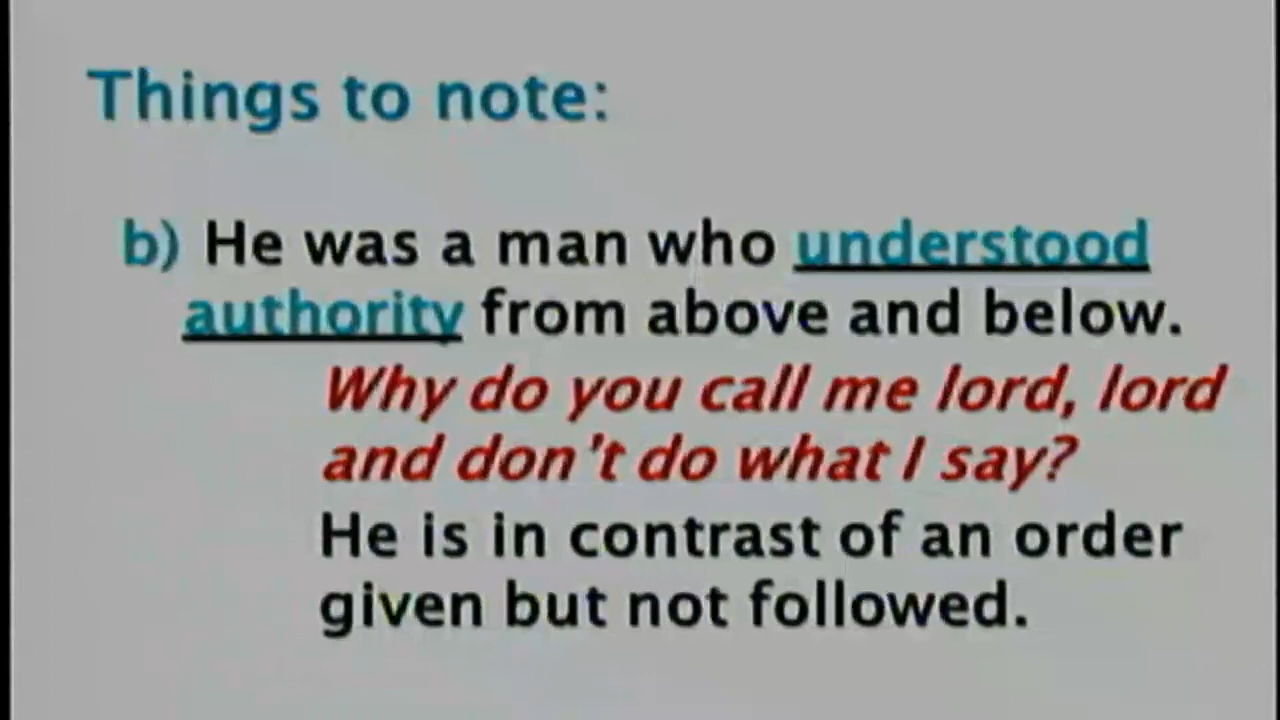 Things to note:
b) He was a man who understood
authority from above and below.
Why do you call me lord, lord
and don't do what I say?
He is in contrast of an order
given but not followed.